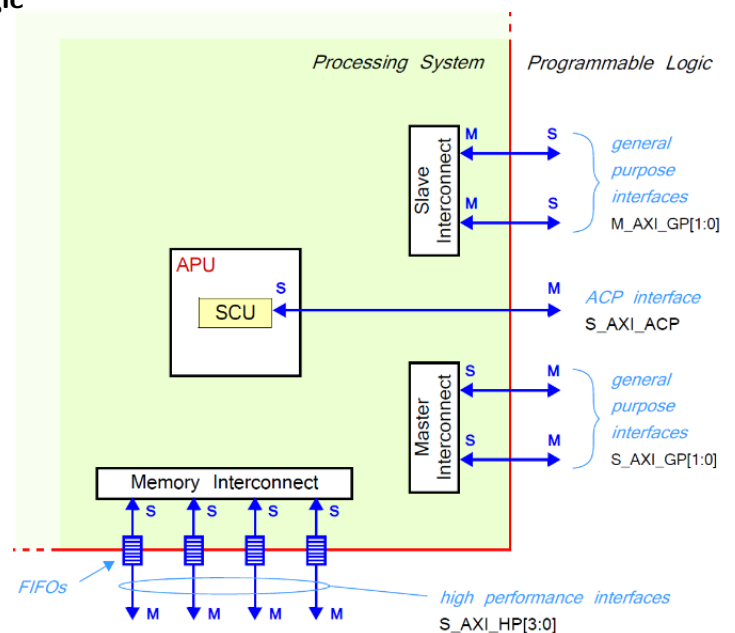 gic
Processing System
Programmable Logic
M
S
Slave
Interconnect
M
S
general
purpose
interfaces
M_AXI_GP[1:0]
APU
SCU
S
M
ACP interface
S_AXI_ACP
Master
Interconnect
S
M
S
M
general
purpose
interfaces
S_AXI_GP[1:0]
Memory Interconnect
S
S
S
S
FIFOs
M
M
M
M
high performance interfaces
S_AXI_HP[3:0]